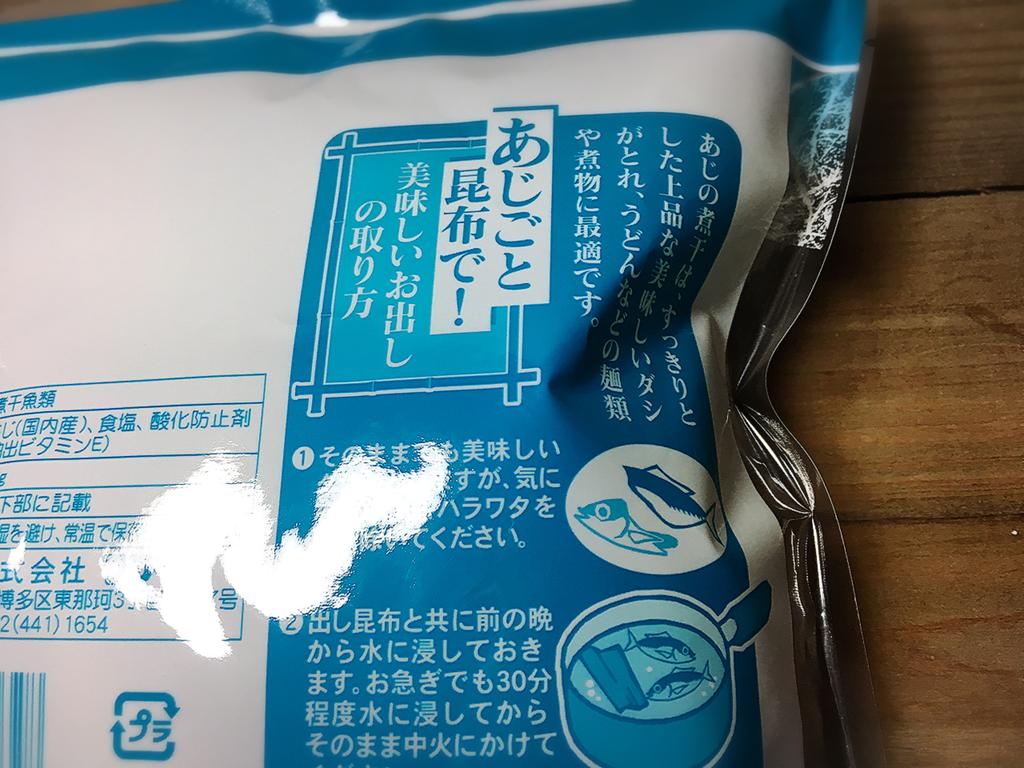 あじの煮干は、すっきりと
した上品な美味しいダシ
がとれ、うどんなどの麺類
や煮物に最適です。
あじごと
昆布で!
美味しいお出し
の取り方
❶そのまま も美味しい
すが、気に
ハラワタを
てください。
❷出し昆布と共に前の晩
から水に浸しておき
ます。お急ぎでも30分
程度水に浸してから
そのまま中火にかけて
煮干魚類
じ(国内産)、食塩、酸化防止剤
出ビタミンE)
g
下部に記載
湿を避け、常温で保
式会社
博多区東那珂3 号
2(441)1654
プラ